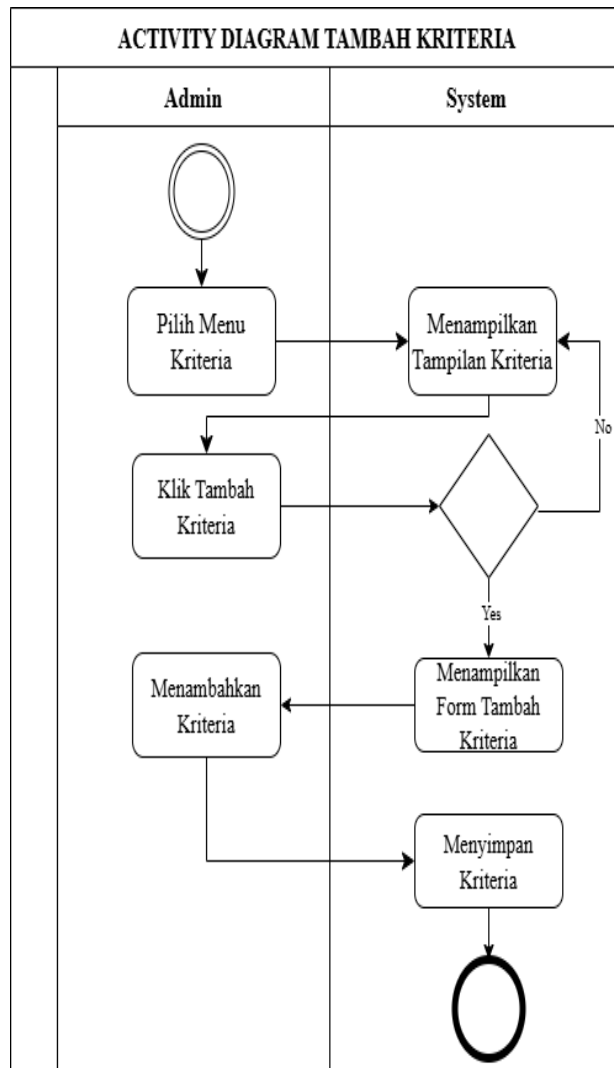 ACTIVITY DIAGRAM TAMBAH KRITERIA
Admin
System
Pilih Menu
Kriteria
Menampilkan
Tampilan Kriteria
No
Klik Tambah
Kriteria
Yes
Menambahkan
Kriteria
Menampilkan
Form Tambah
Kriteria
Menyimpan
Kriteria